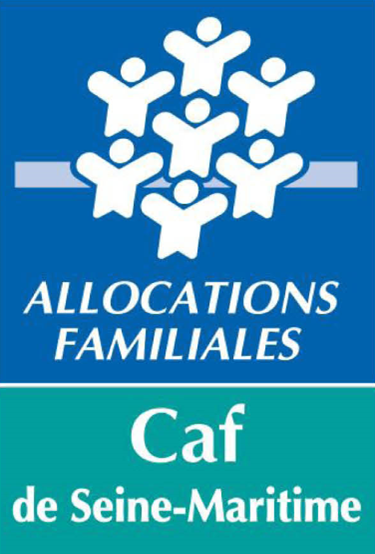 ALLOCATIONS
FAMILIALES
Caf
de Seine-Maritime